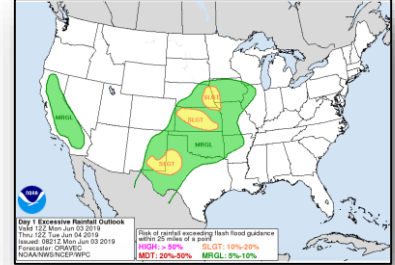 MRGL
SLGT
SLGT
MRGL
SLGT
noaa
Day 1 Excessive Rainfall Outlook
Valid 12Z Mon Jun 03 2019
Thru 12Z Tue Jun 04 2019
Issued: 0821Z Mon Jun 03 2019
Forecaster: ORAVEC
NOAA/NWS/NCEP/WPC
Risk of rainfall exceeding flash flood guidance
within 25 miles of a point
HIGH: > 50% SLGT: 10%-20%
MDT: 20%-50% MRGL: 5%-10%